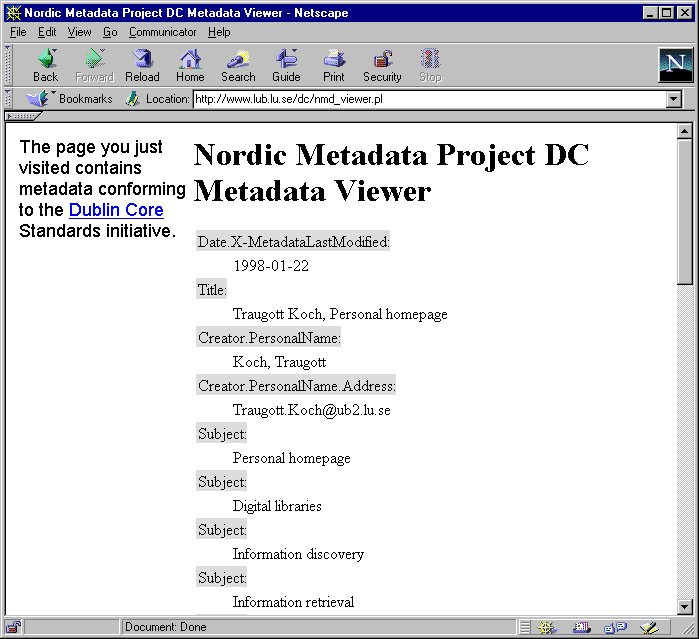 Nordic Metadata Project DC Metadata Viewer - Netscape
File Edit View Go Communicator Help
Back Forward Reload Home Search Guide Print Security Stop
N
Bookmarks Location: http://www.lub.lu.se/dc/nmd_viewer.pl
The page you just
visited contains
metadata conforming
to the Dublin Core
Standards initiative.
Nordic Metadata Project DC
Metadata Viewer
Date.X-MetadataLastModified:
1998-01-22
Title:
Traugott Koch, Personal homepage
Creator.PersonalName:
Koch, Traugott
Creator.PersonalName.Address:
Traugott.Koch@ub2.lu.se
Subject:
Personal homepage
Subject:
Digital libraries
Subject:
Information discovery
Subject:
Information retrieval
Document: Done